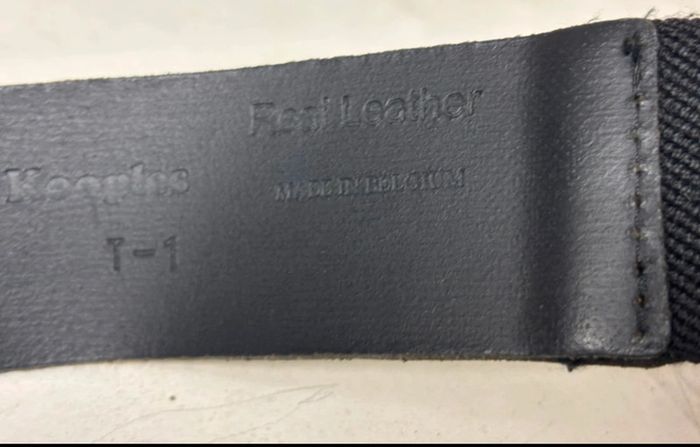 Real Leather
Kooples
MADE IN BELGIUM
T-1